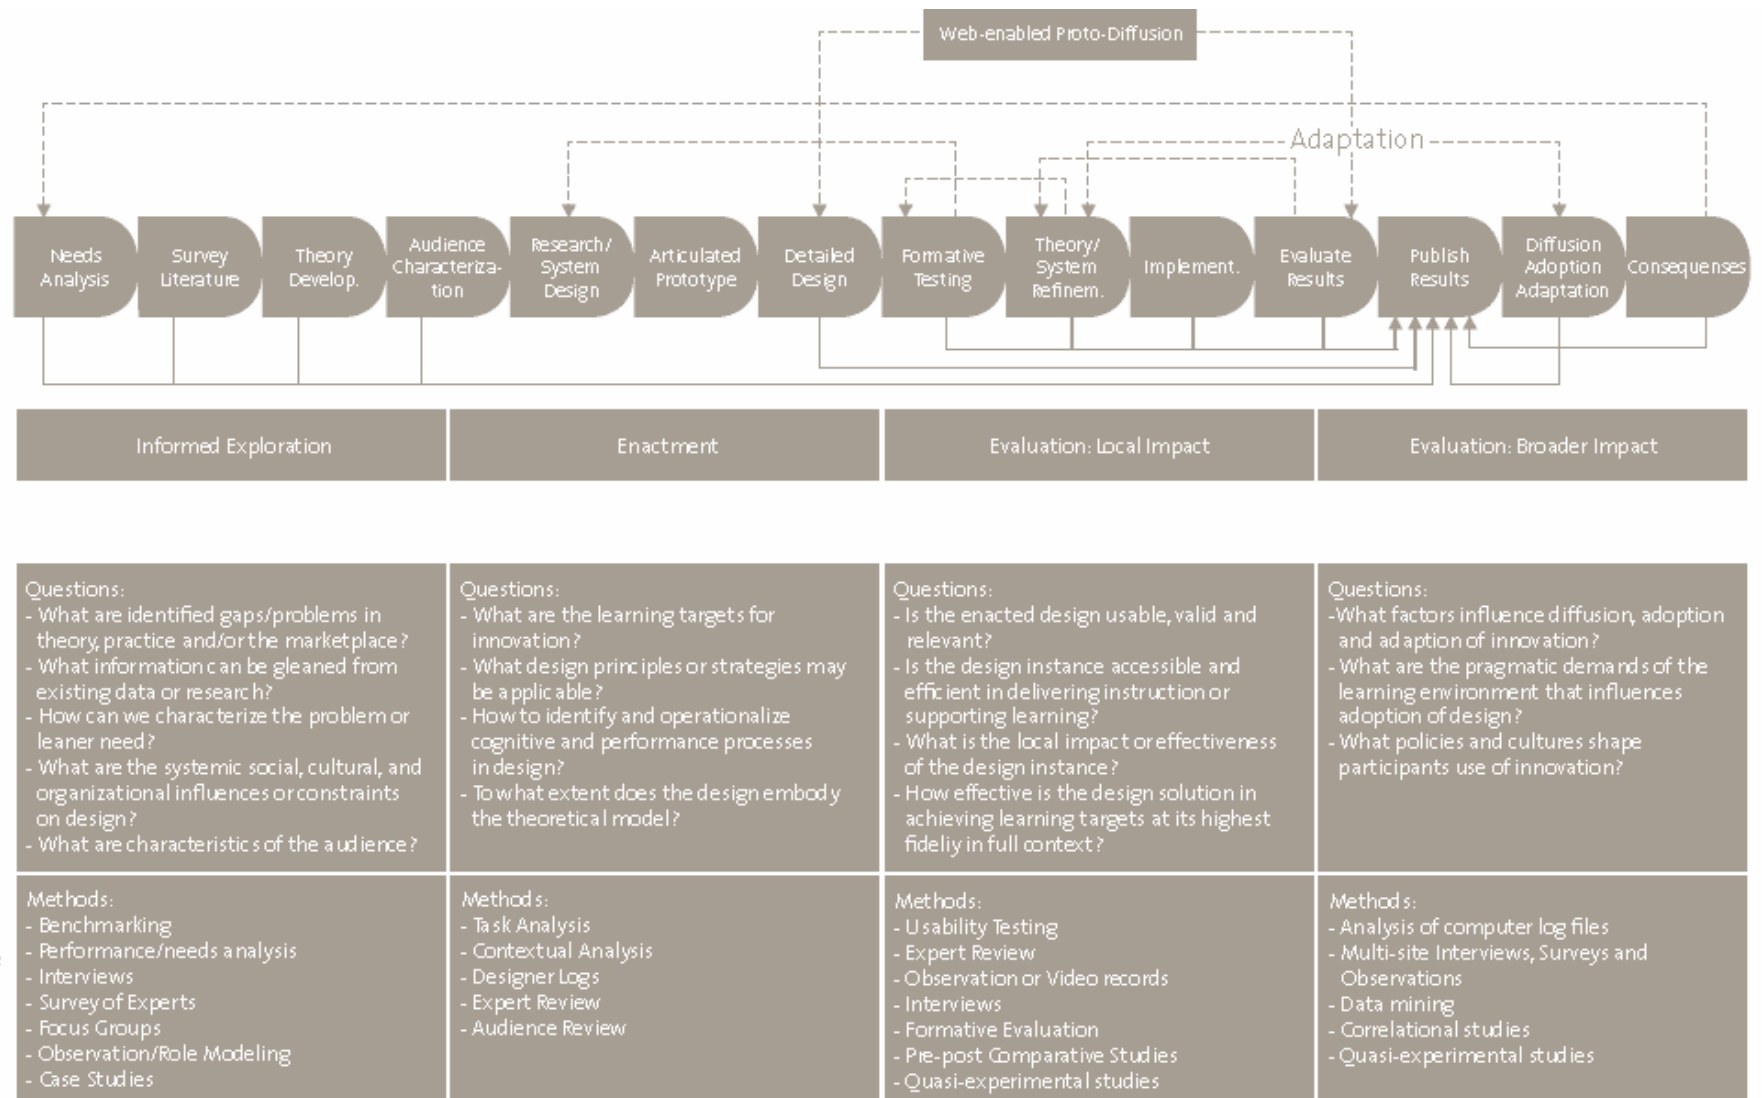 Web-enabled Proto-Diffusion
Adaptation
Needs
Analysis
Survey
Literature
Theory
Develop.
Audience
Characteriza-
tion
Research/
System
Design
Articulated
Prototype
Detailed
Design
Formative
Testing
Theory/
System
Refinem.
Implement.
Evaluate
Results
Publish
Results
Diffusion
Adoption
Adaptation
Consequenses
Informed Exploration
Enactment
Evaluation: Local Impact
Evaluation: Broader Impact
Questions:
- What are identified gaps/problems in
theory, practice and/or the marketplace?
- What information can be gleaned from
existing data or research?
- How can we characterize the problem or
leaner need?
- What are the systemic social, cultural, and
organizational influences or constraints
on design?
- What are characteristics of the audience?
Questions:
- What are the learning targets for
innovation?
- What design principles or strategies may
be applicable?
- How to identify and operationalize
cognitive and performance processes
in design?
- To what extent does the design embody
the theoretical model?
Questions:
- Is the enacted design usable, valid and
relevant?
- Is the design instance accessible and
efficient in delivering instruction or
supporting learning?
- What is the local impact or effectiveness
of the design instance?
- How effective is the design solution in
achieving learning targets at its highest
fideliy in full context?
Questions:
-What factors influence diffusion, adoption
and adaption of innovation?
- What are the pragmatic demands of the
learning environment that influences
adoption of design?
- What policies and cultures shape
participants use of innovation?
Methods:
- Benchmarking
- Performance/needs analysis
- Interviews
- Survey of Experts
- Focus Groups
- Observation/Role Modeling
- Case Studies
Methods:
- Task Analysis
- Contextual Analysis
- Designer Logs
- Expert Review
- Audience Review
Methods:
- Usability Testing
- Expert Review
- Observation or Video records
- Interviews
- Formative Evaluation
- Pre-post Comparative Studies
- Quasi-experimental studies
Methods:
- Analysis of computer log files
- Multi-site Interviews, Surveys and
Observations
- Data mining
- Correlational studies
- Quasi-experimental studies